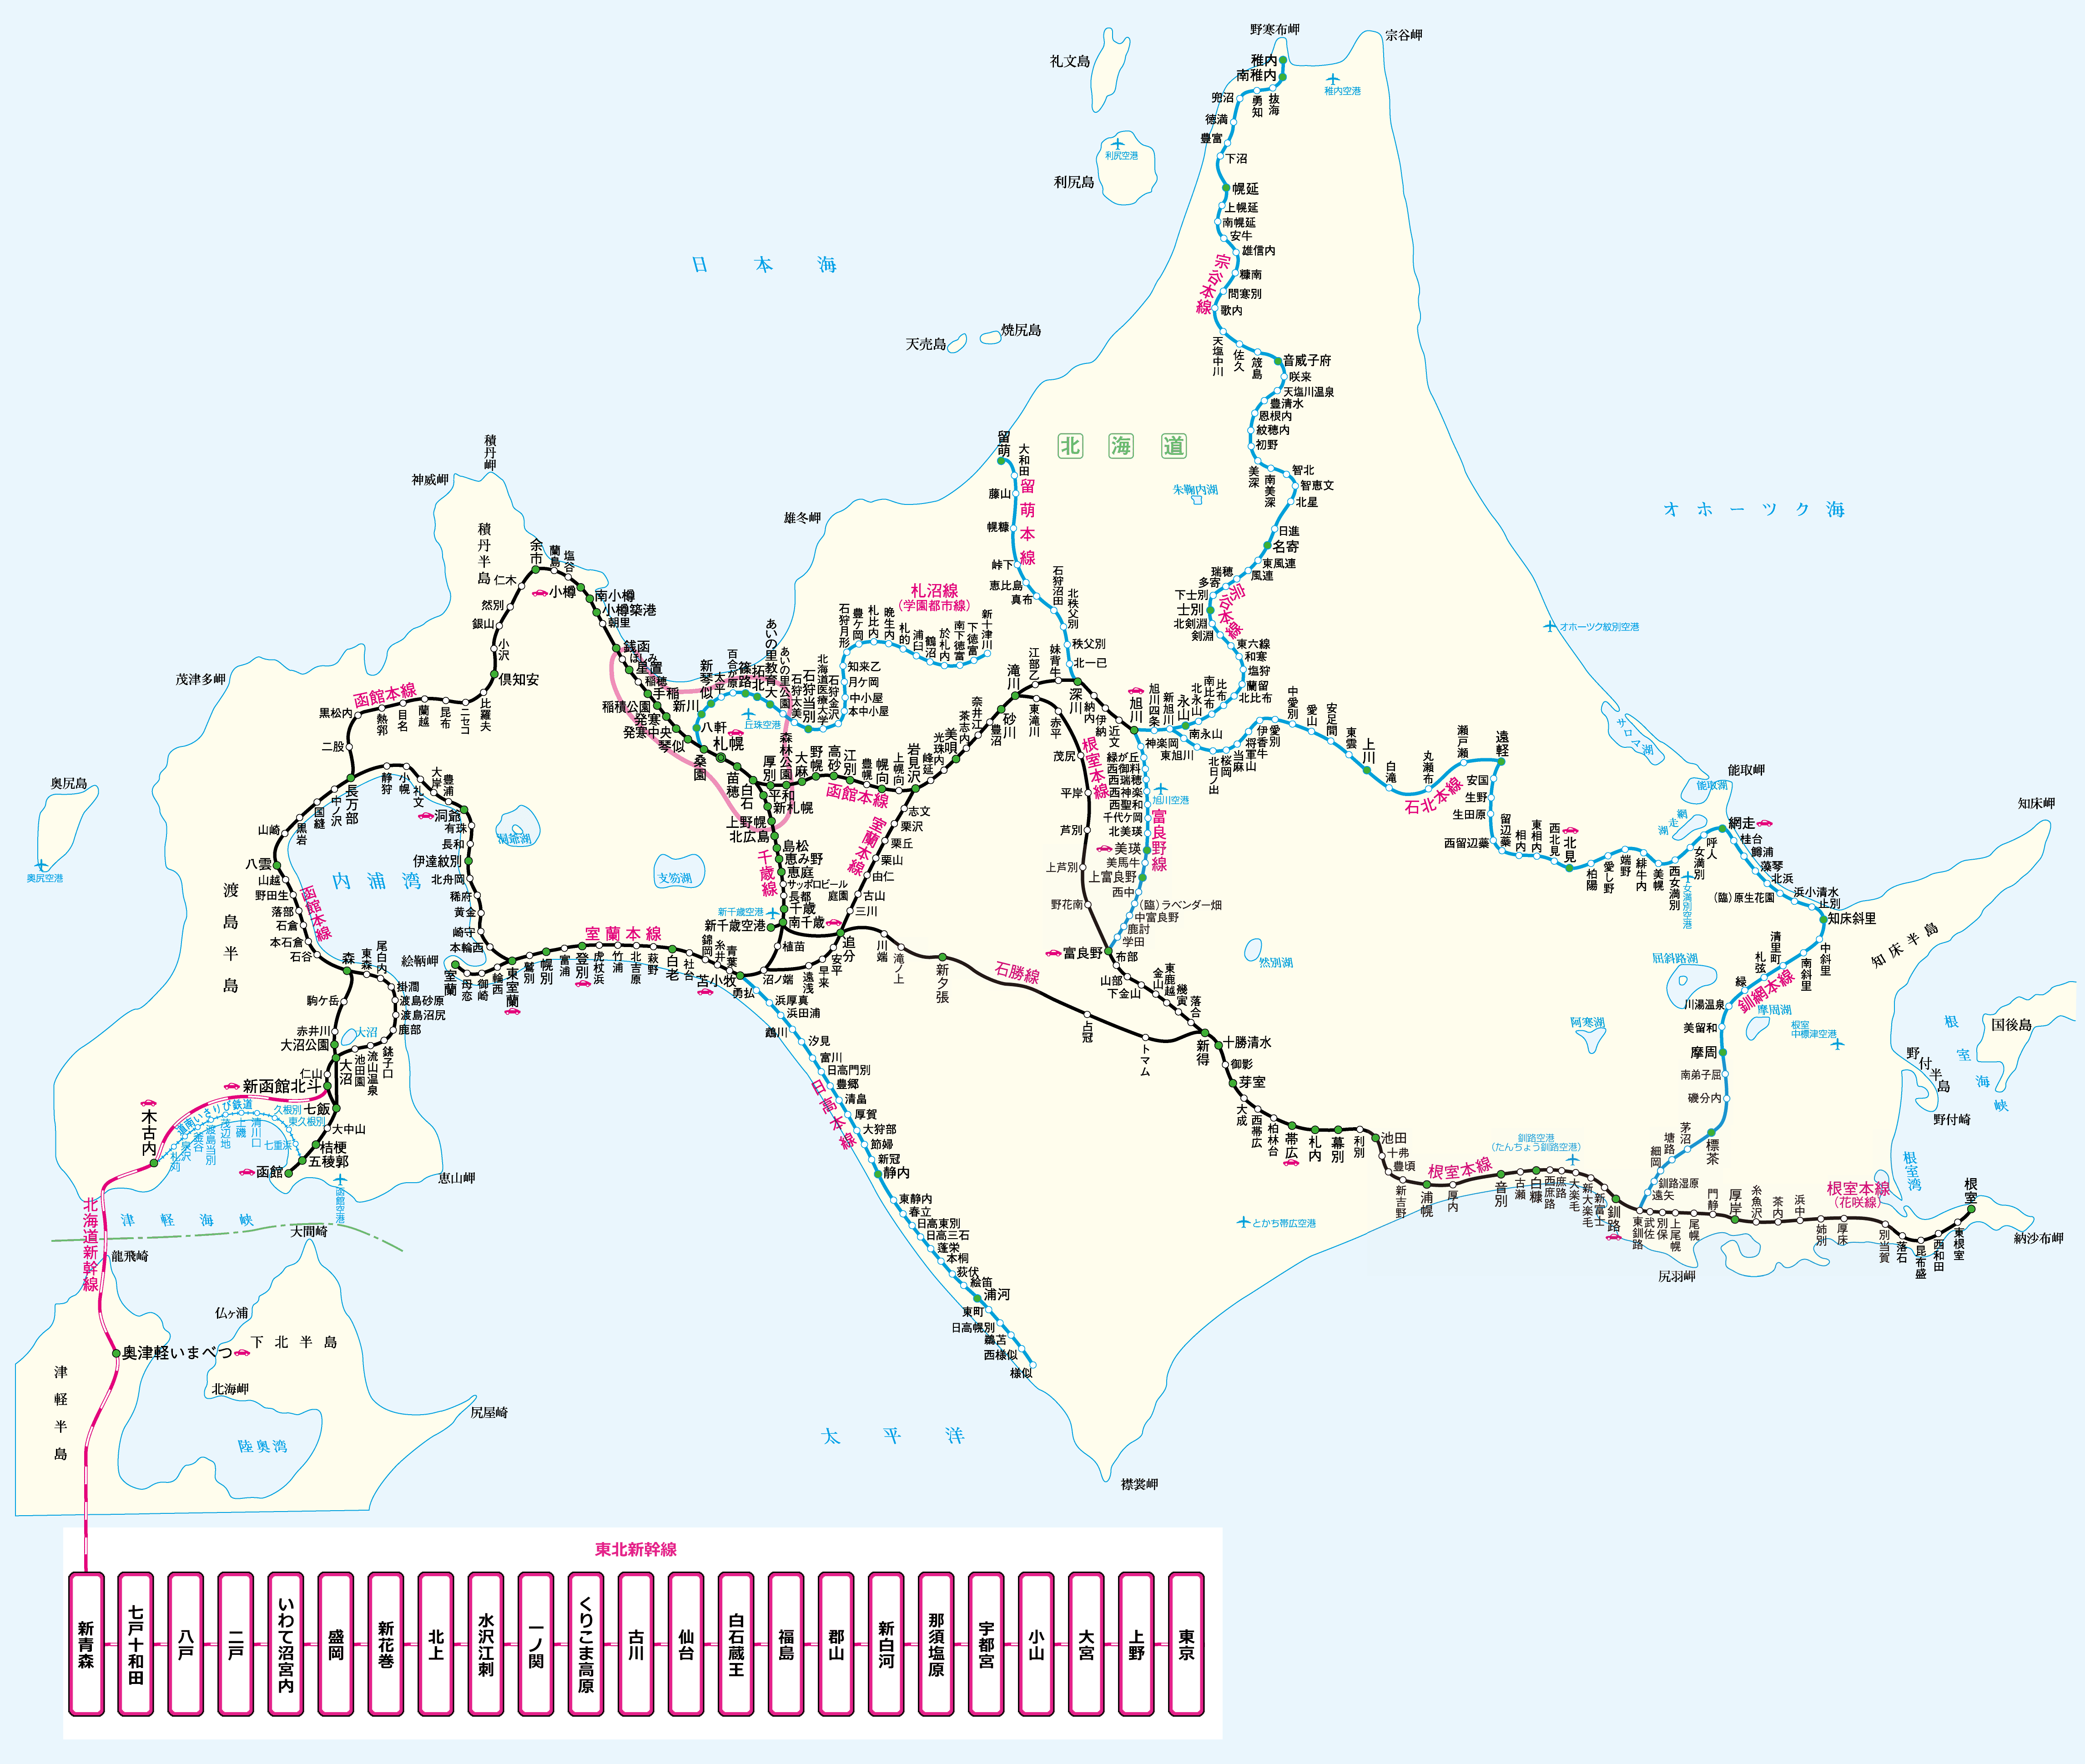 野寒布岬
宗谷岬
礼文島
稚内
南稚内
稚内空港
抜海
勇知
兜沼
徳満
豊富
下沼
利尻空港
利尻島
幌延
上幌延
南幌延
安牛
雄信内
糠南
問寒別
歌内
宗谷本線
天塩中川
佐久
筬島
音威子府
咲来
天塩川温泉
豊清水
恩根内
紋穂内
初野
美深
南美深
智北
智恵文
北星
日進
名寄
東風連
風連
瑞穂
多寄
下士別
士別
北剣淵
剣淵
宗谷本線
東六線
和寒
塩狩
蘭留
北比布
比布
南比布
北永山
永山
新旭川
旭川四条
旭川
日本海
焼尻島
天売島
北海道
朱鞠内湖
オホーツク海
オホーツク紋別空港
留萌
大和田
藤山
留萌本線
幌糠
峠下
恵比島
真布
石狩沼田
北秩父別
秩父別
北一已
深川
積丹岬
神威岬
積丹半島
雄冬岬
茂津多岬
札沼線
(学園都市線)
新十津川
下徳富
南下徳富
於札内
鶴沼
浦臼
札的
晩生内
札比内
豊ケ岡
石狩月形
知来乙
月ケ岡
中小屋
本中小屋
石狩金沢
北海道医療大学
石狩当別
石狩太美
あいの里公園
あいの里教育大
拓北
篠路
百合が原
太平
新琴似
新川
八軒
丘珠空港
余市
蘭島
塩谷
小樽
南小樽
小樽築港
朝里
銭函
ほしみ
星置
稲穂
手稲
稲積公園
発寒
発寒中央
琴似
桑園
札幌
苗穂
白石
厚別
森林公園
大麻
野幌
高砂
江別
豊幌
幌向
上幌向
岩見沢
峰延
光珠内
美唄
茶志内
奈井江
豊沼
砂川
滝川
江部乙
妹背牛
納内
伊納
近文
函館本線
仁木
然別
銀山
小沢
倶知安
比羅夫
ニセコ
昆布
蘭越
目名
熱郛
黒松内
二股
函館本線
長万部
中ノ沢
国縫
黒岩
山崎
八雲
山越
野田生
落部
石倉
本石倉
石谷
森
函館本線
内浦湾
東森
尾白内
掛澗
渡島砂原
渡島沼尻
鹿部
銚子口
流山温泉
池田園
大沼
駒ケ岳
赤井川
大沼公園
大沼
仁山
新函館北斗
七飯
大中山
桔梗
五稜郭
函館
函館空港
恵山岬
渡島半島
奥尻島
奥尻空港
静狩
小幌
礼文
大岸
豊浦
洞爺
有珠
長和
伊達紋別
北舟岡
稀府
黄金
崎守
本輪西
洞爺湖
支笏湖
絵鞆岬
室蘭
母恋
御崎
輪西
東室蘭
鷲別
幌別
富浦
登別
虎杖浜
竹浦
北吉原
萩野
白老
社台
錦岡
糸井
青葉
苫小牧
室蘭本線
沼ノ端
遠浅
早来
安平
追分
三川
古山
由仁
栗山
栗丘
栗沢
志文
室蘭本線
平和
新札幌
上野幌
北広島
島松
恵み野
恵庭
サッポロビール
庭園
長都
千歳
南千歳
新千歳空港
新千歳空港
植苗
千歳線
東滝川
赤平
茂尻
平岸
芦別
上芦別
野花南
富良野
根室本線
神楽岡
緑が丘
西御料
西瑞穂
西神楽
西聖和
千代ケ岡
北美瑛
美瑛
美馬牛
上富良野
西中
(臨)ラベンダー畑
中富良野
鹿討
学田
旭川空港
富良野線
布部
山部
下金山
金山
東鹿越
幾寅
落合
新得
十勝清水
御影
芽室
大成
西帯広
柏林台
帯広
札内
幕別
利別
池田
十弗
豊頃
新吉野
浦幌
厚内
根室本線
音別
古瀬
白糠
西庶路
庶路
大楽毛
新大楽毛
新富士
釧路
釧路空港
(たんちょう釧路空港)
とかち帯広空港
川端
滝ノ上
新夕張
石勝線
占冠
トマム
東旭川
南永山
北日ノ出
桜岡
当麻
将軍山
伊香牛
愛別
中愛別
愛山
安足間
東雲
上川
白滝
丸瀬布
瀬戸瀬
遠軽
石北本線
安国
生野
生田原
西留辺蘂
留辺蘂
相内
東相内
西北見
北見
柏陽
愛し野
端野
緋牛内
美幌
西女満別
女満別
呼人
網走
女満別空港
サロマ湖
能取湖
能取岬
網走湖
桂台
鱒浦
藻琴
北浜
(臨)原生花園
浜小清水
止別
知床斜里
中斜里
南斜里
清里町
札弦
緑
川湯温泉
美留和
摩周
南弟子屈
磯分内
標茶
茅沼
塘路
細岡
釧路湿原
遠矢
釧網本線
屈斜路湖
摩周湖
阿寒湖
然別湖
根室
中標津空港
知床岬
知床半島
国後島
根室海峡
野付半島
野付崎
根室湾
東釧路
武佐
別保
上尾幌
尾幌
門静
厚岸
糸魚沢
茶内
浜中
姉別
厚床
別当賀
落石
昆布盛
西和田
東根室
根室
根室本線
(花咲線)
納沙布岬
尻羽岬
勇払
浜厚真
浜田浦
鵡川
汐見
富川
日高門別
豊郷
清畠
厚賀
大狩部
節婦
新冠
静内
日高本線
東静内
春立
日高東別
日高三石
蓬栄
本桐
荻伏
絵笛
浦河
東町
日高幌別
鵜苫
西様似
様似
襟裳岬
太平洋
木古内
道南いさりび鉄道
札苅
泉沢
釜谷
渡島当別
茂辺地
上磯
清川口
久根別
東久根別
七重浜
津軽海峡
北海道新幹線
龍飛崎
大間崎
仏ヶ浦
下北半島
奥津軽いまべつ
津軽半島
北海岬
陸奥湾
尻屋崎
東北新幹線
新青森
七戸十和田
八戸
二戸
いわて沼宮内
盛岡
新花巻
北上
水沢江刺
一ノ関
くりこま高原
古川
仙台
白石蔵王
福島
郡山
新白河
那須塩原
宇都宮
小山
大宮
上野
東京